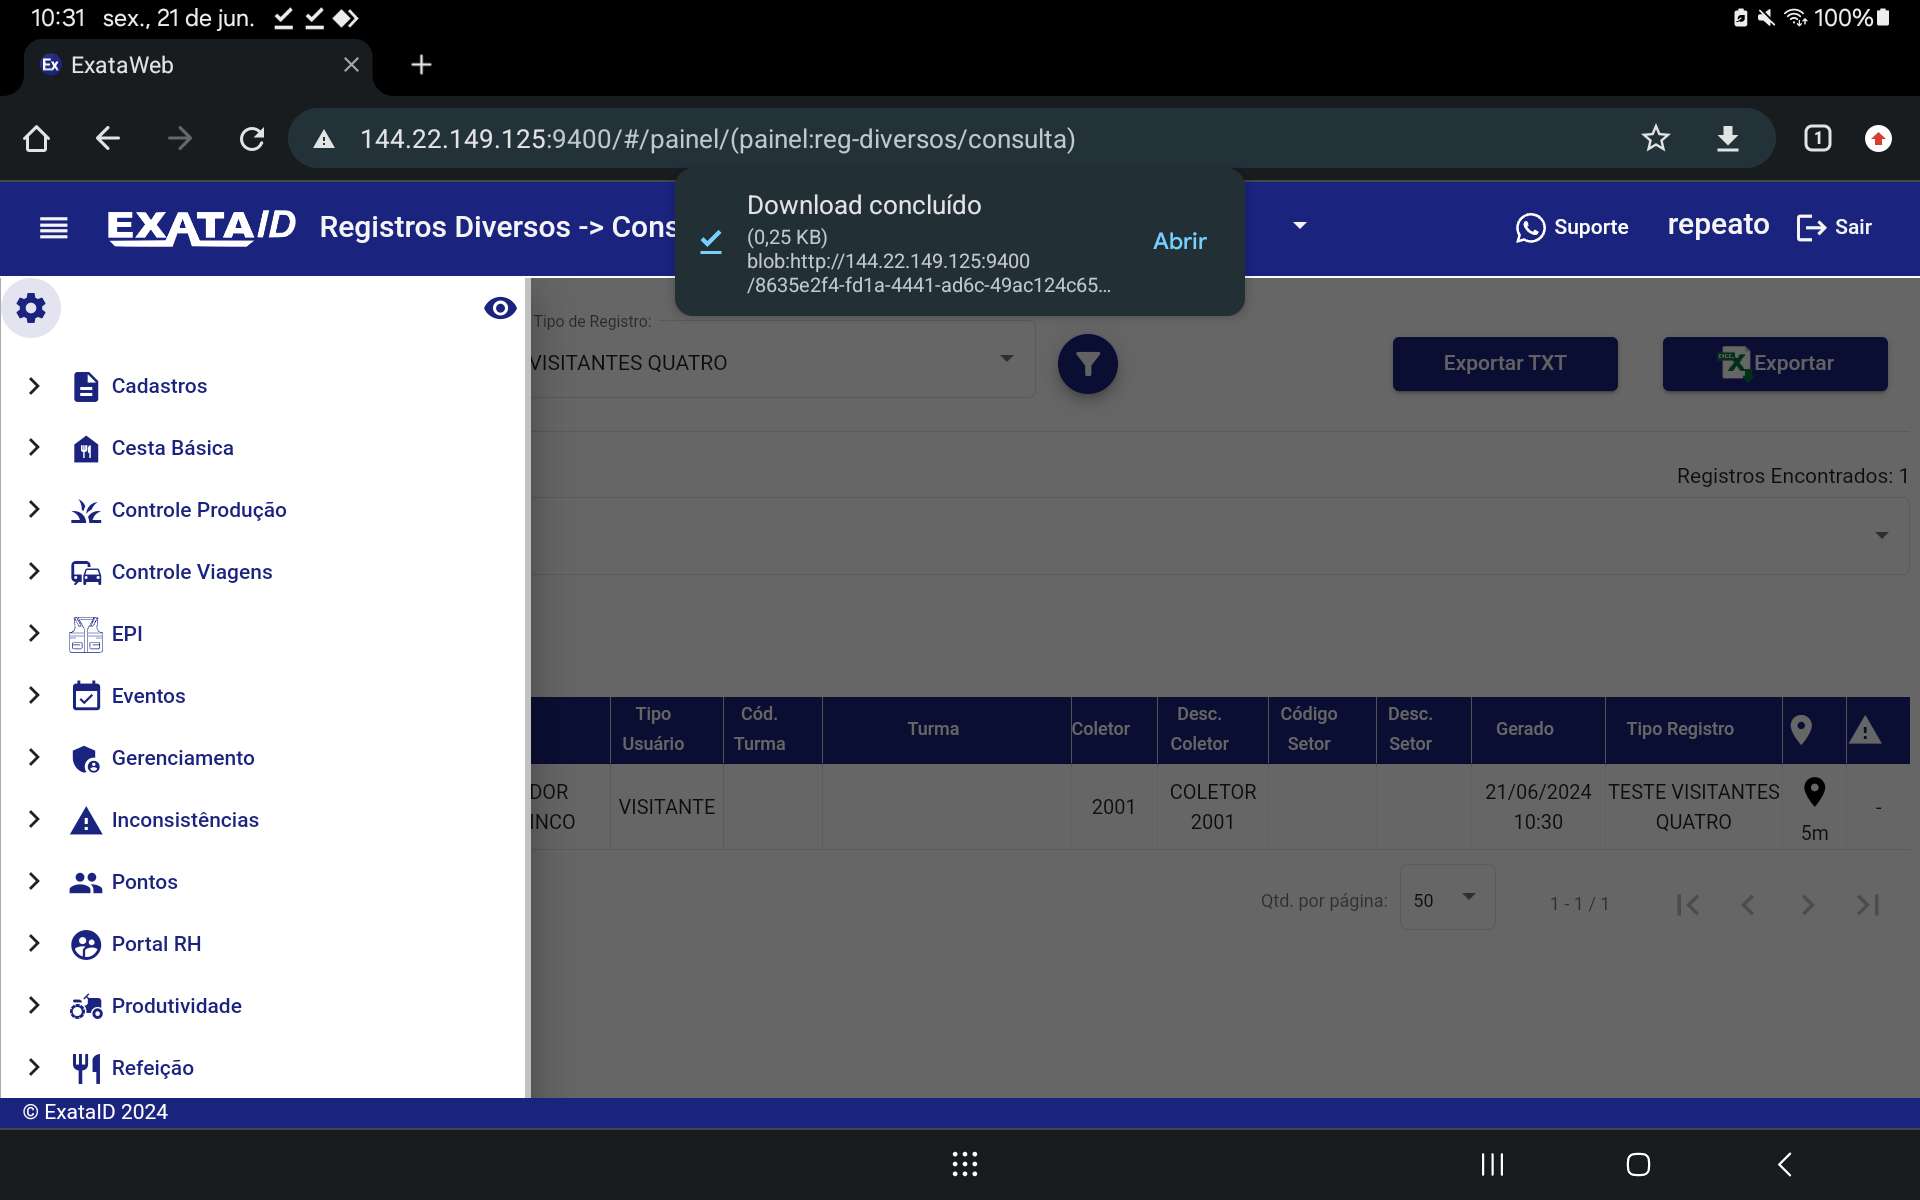 10:31 sex., 21 de jun.
100%
Ex ExataWeb
144.22.149.125:9400/#/painel/(painel:reg-diversos/consulta)
1
EXATAID Registros Diversos -> Cons
Suporte repeato Sair
Download concluído
(0,25 KB)
blob:http://144.22.149.125:9400
/8635e2f4-fd1a-4441-ad6c-49ac124c65...
Abrir
Tipo de Registro:
VISITANTES QUATRO
Exportar TXT
Exportar
Cadastros
Cesta Básica
Controle Produção
Controle Viagens
EPI
Eventos
Gerenciamento
Inconsistências
Pontos
Portal RH
Produtividade
Refeição
Registros Encontrados: 1
Tipo Usuário
Cód. Turma
Turma
Coletor
Desc. Coletor
Código Setor
Desc. Setor
Gerado
Tipo Registro
DOR
INCO
VISITANTE
2001
COLETOR 2001
21/06/2024 10:30
TESTE VISITANTES QUATRO
5m
-
Qtd. por página: 50
1 - 1 / 1
© ExataID 2024